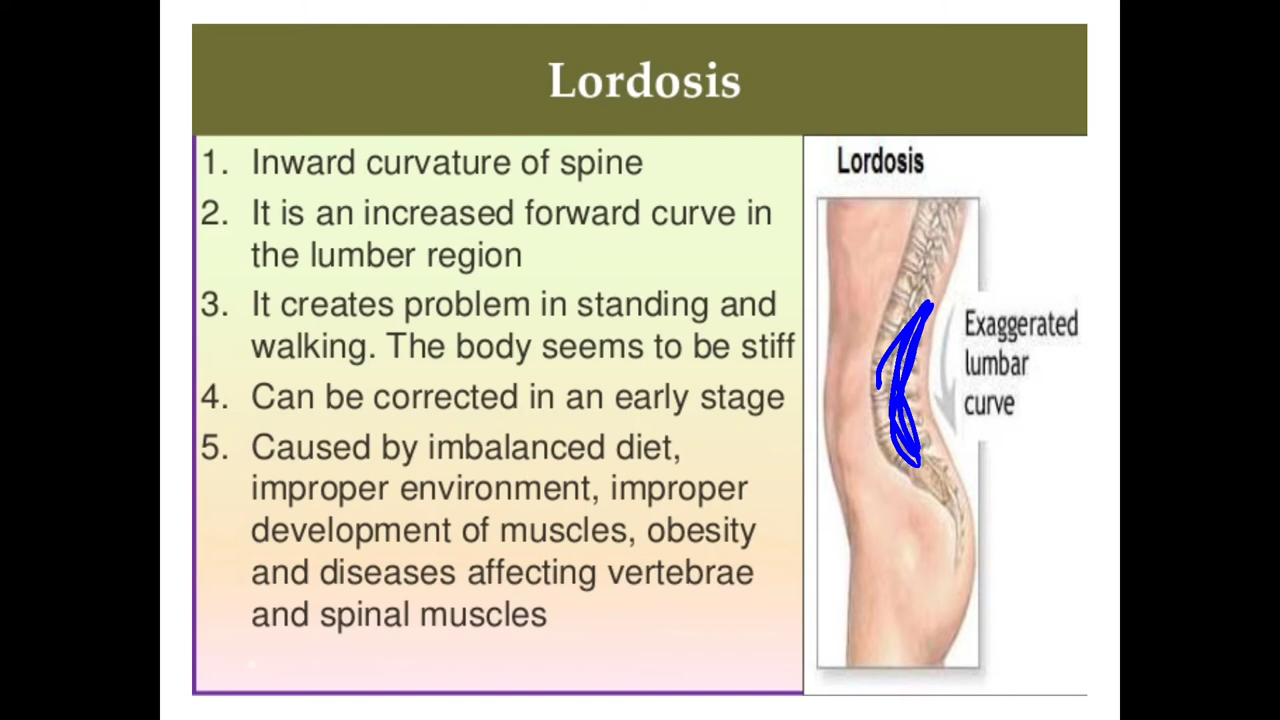 Lordosis
1. Inward curvature of spine
2. It is an increased forward curve in
the lumber region
3. It creates problem in standing and
walking. The body seems to be stiff
4. Can be corrected in an early stage
5. Caused by imbalanced diet,
improper environment, improper
development of muscles, obesity
and diseases affecting vertebrae
and spinal muscles
Lordosis
Exaggerated
lumbar
curve